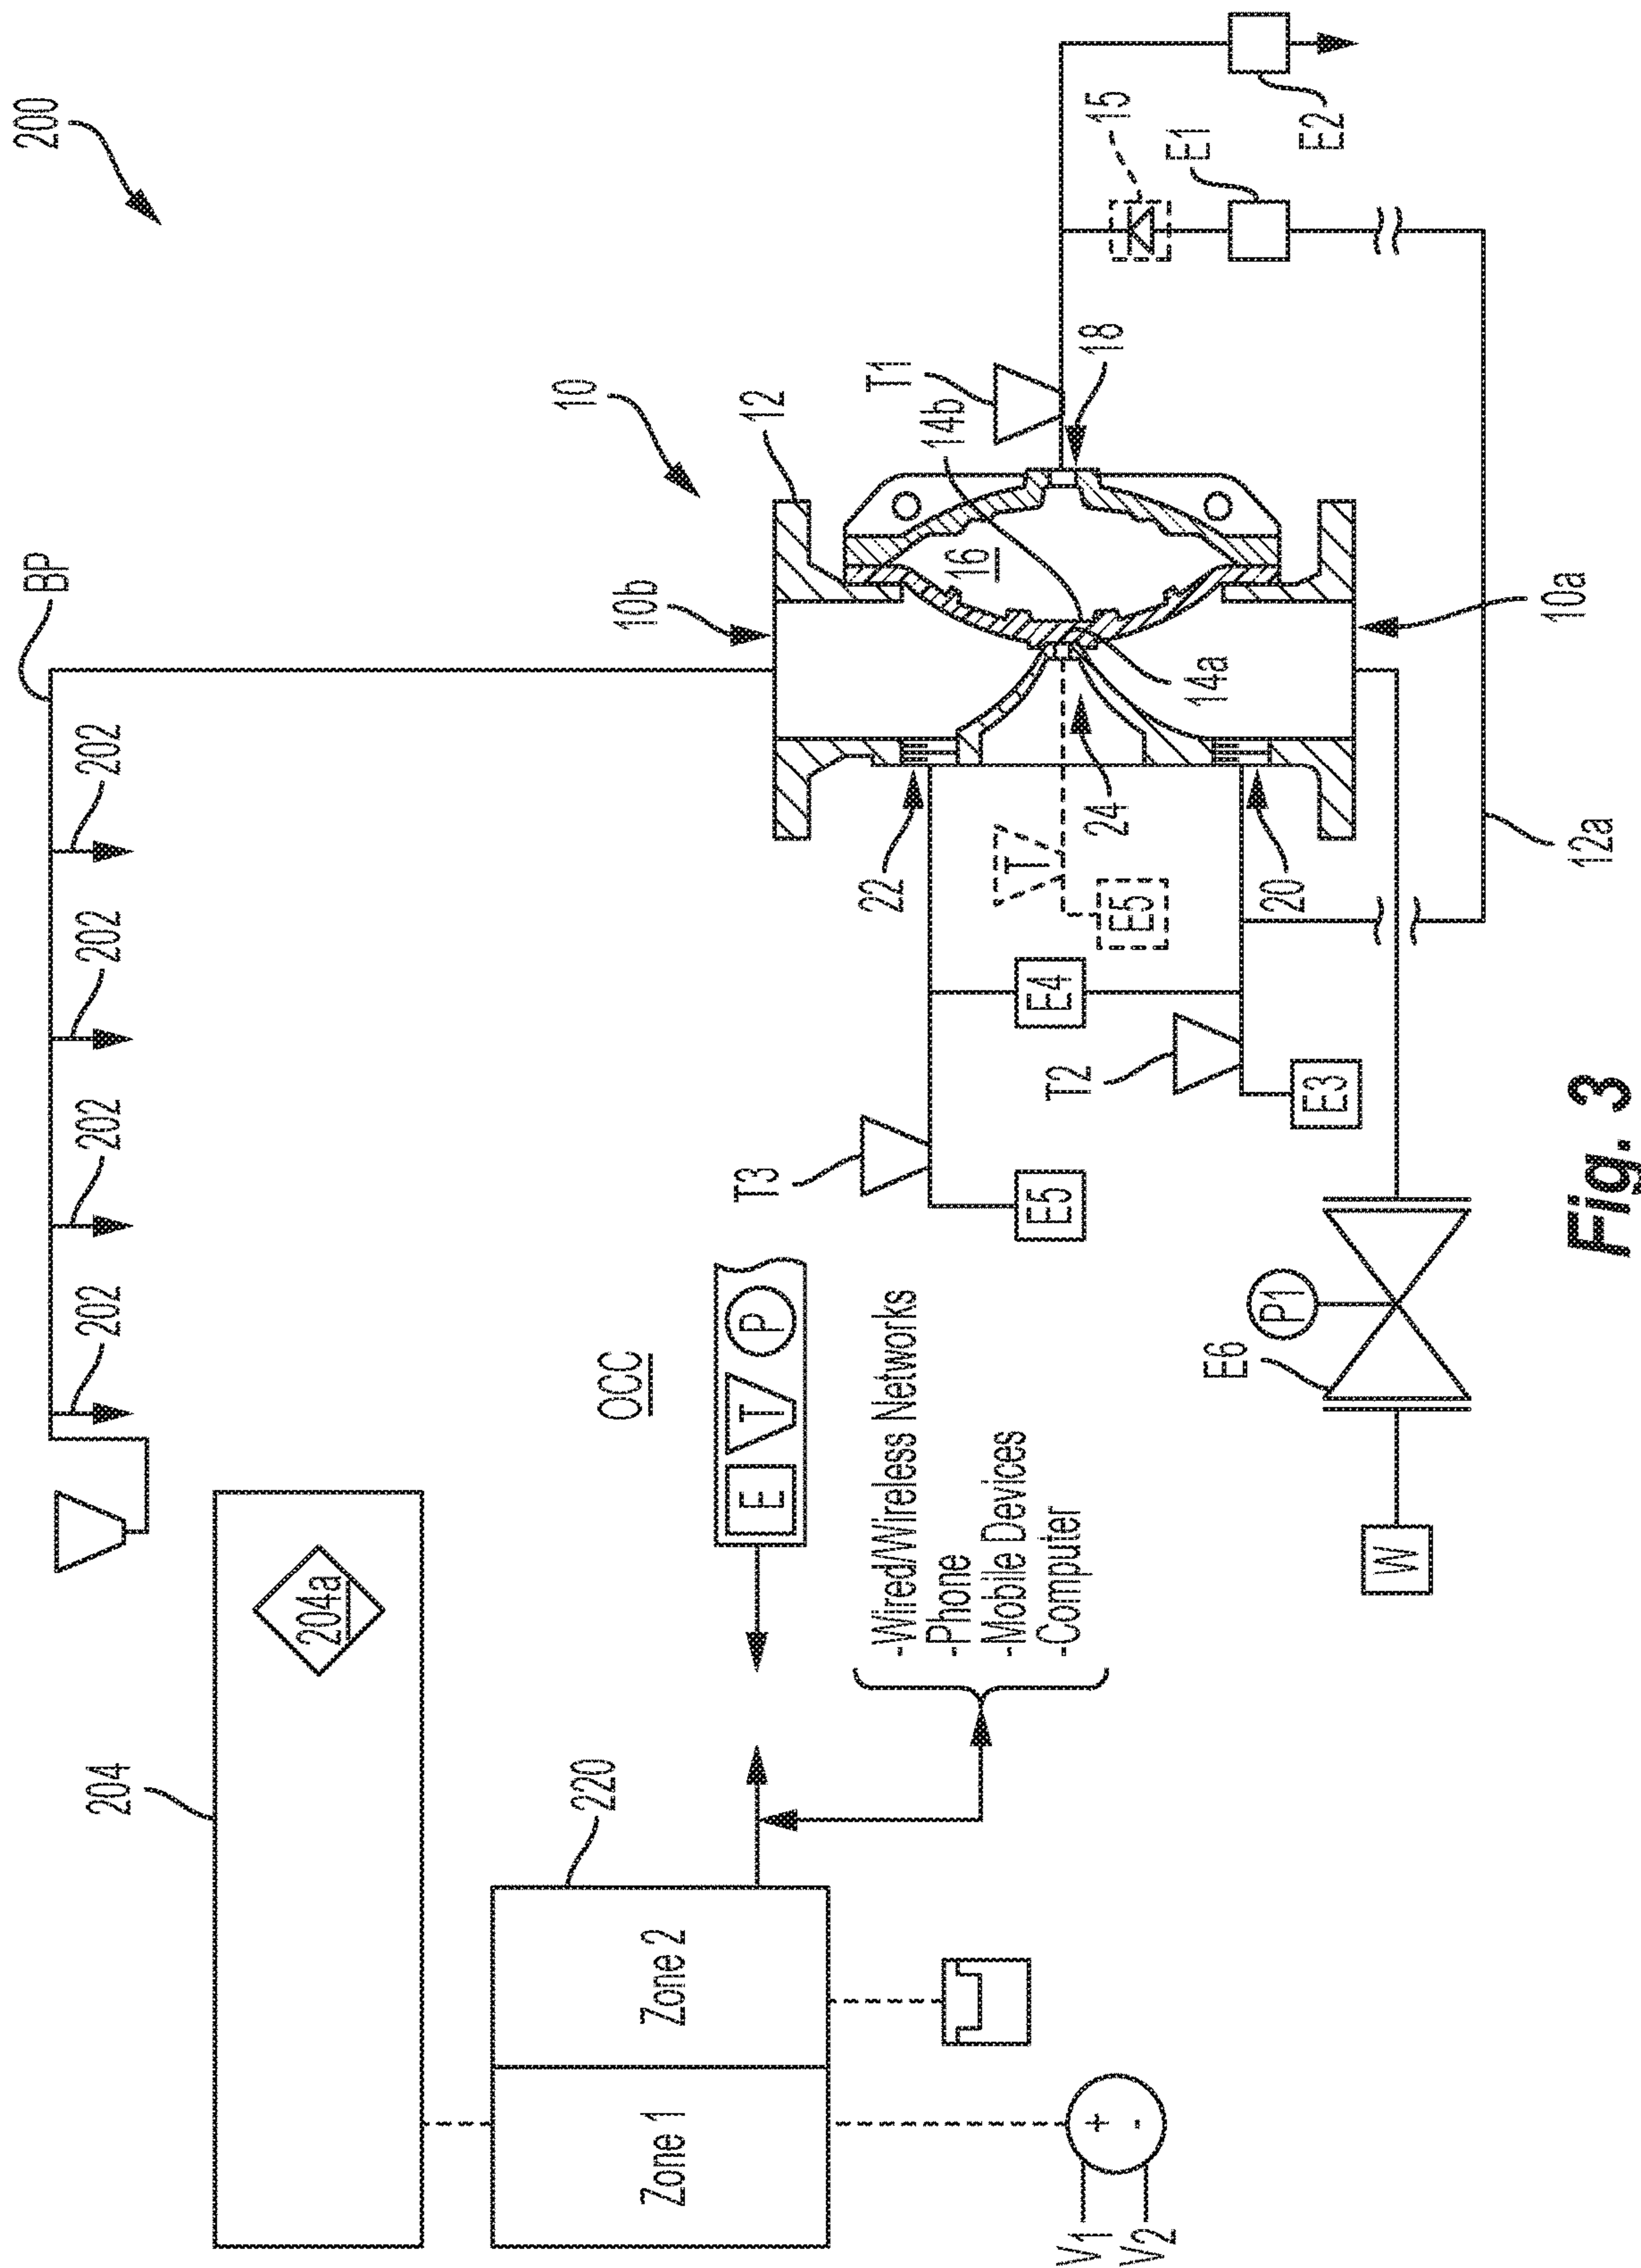 200
BP
202
202
202
202
204
204a
10
12
10b
T1
14b
18
15
E1
E2
16
14a
10a
22
24
20
12a
T7
E5
E4
T3
T2
E5
E3
OCC
E T P
220
Zone 1
Zone 2
-Wired/Wireless Networks
-Phone
-Mobile Devices
-Computer
P1
E6
W
+
-
V1
V2
Fig. 3